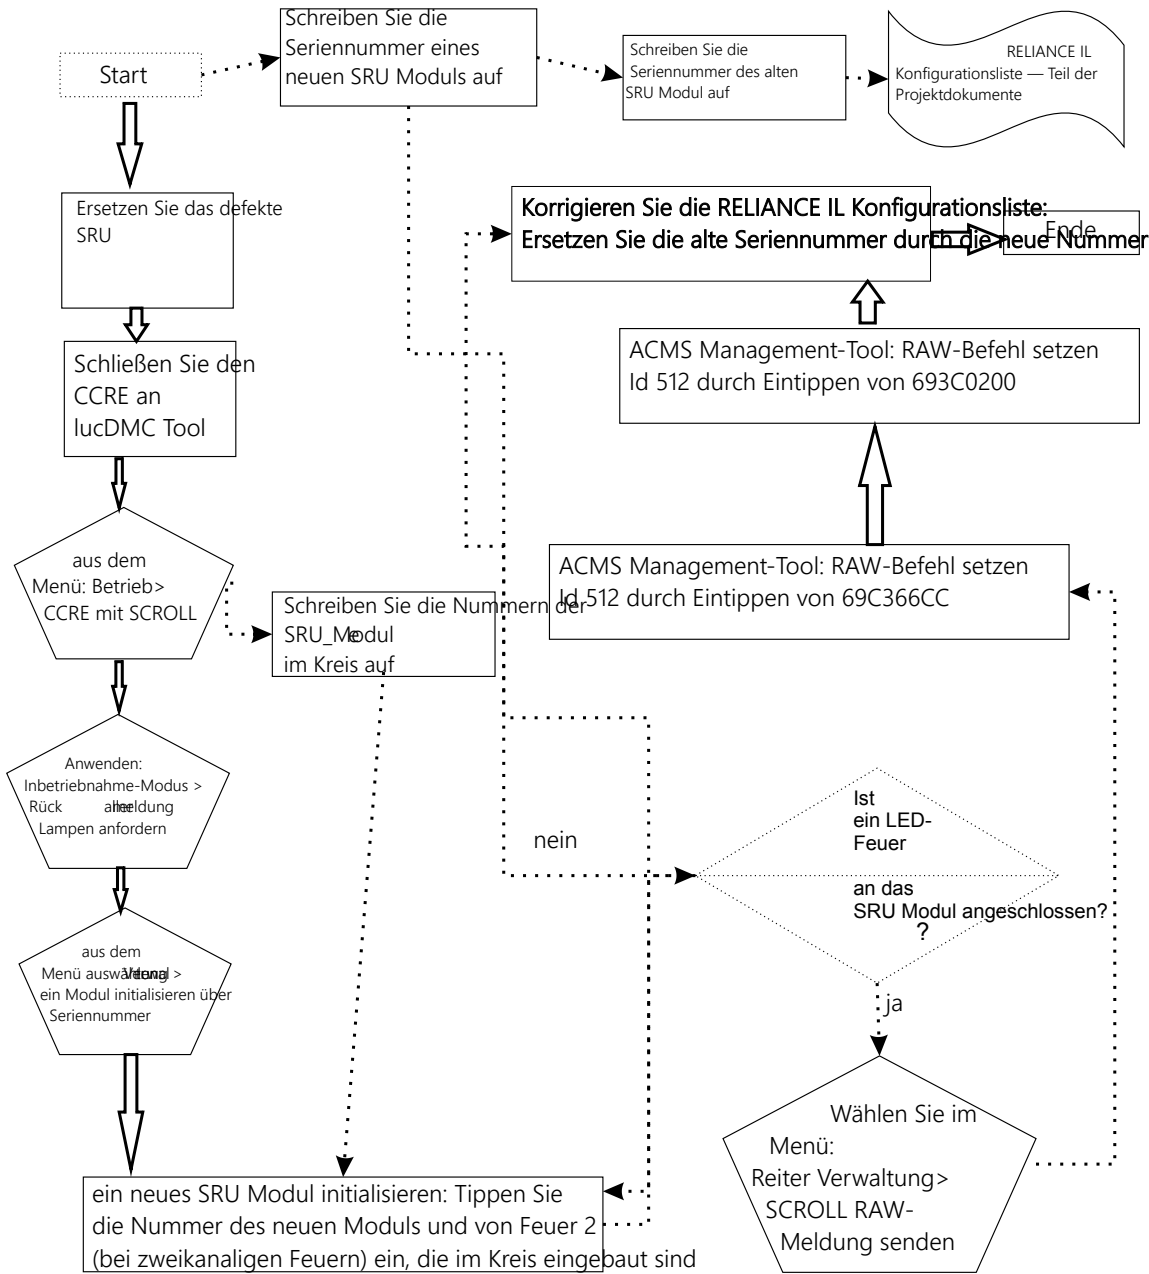 Start
Schreiben Sie die
Seriennummer eines
neuen SRU Moduls auf
Schreiben Sie die
Seriennummer des alten
SRU Modul auf
RELIANCE IL
Konfigurationsliste — Teil der
Projektdokumente
Ersetzen Sie das defekte
SRU
Korrigieren Sie die RELIANCE IL Konfigurationsliste:
Ersetzen Sie die alte Seriennummer durch die neue Nummer
Ende
Schließen Sie den
CCRE an
lucDMC Tool
ACMS Management-Tool: RAW-Befehl setzen
Id 512 durch Eintippen von 693C0200
aus dem
Menü: Betrieb>
CCRE mit SCROLL
ACMS Management-Tool: RAW-Befehl setzen
Id 512 durch Eintippen von 69C366CC
Schreiben Sie die Nummern der
SRU_Modul
im Kreis auf
Anwenden:
Inbetriebnahme-Modus >
Rück
Lampen anfordern
nein
Ist
ein LED-
Feuer
an das
SRU Modul angeschlossen?
?
ja
aus dem
Menü
ein Modul initialisieren über
Seriennummer
Wählen Sie im
Menü:
Reiter Verwaltung>
SCROLL RAW-
Meldung senden
ein neues SRU Modul initialisieren: Tippen Sie
die Nummer des neuen Moduls und von Feuer 2
(bei zweikanaligen Feuern) ein, die im Kreis eingebaut sind